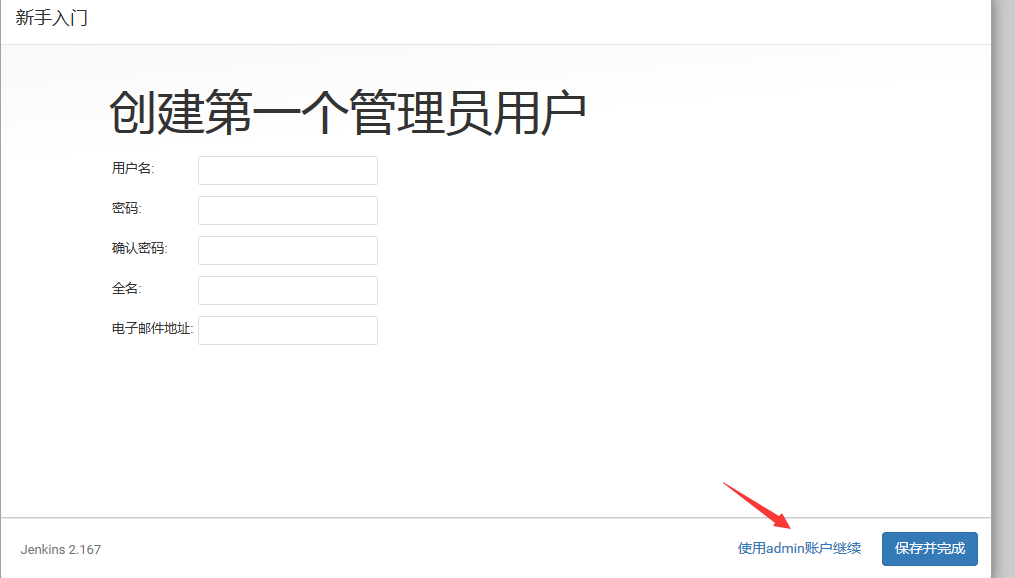 新手入门
创建第一个管理员用户
用户名:
密码:
确认密码:
全名:
电子邮件地址:
Jenkins 2.167
使用admin账户继续
保存并完成